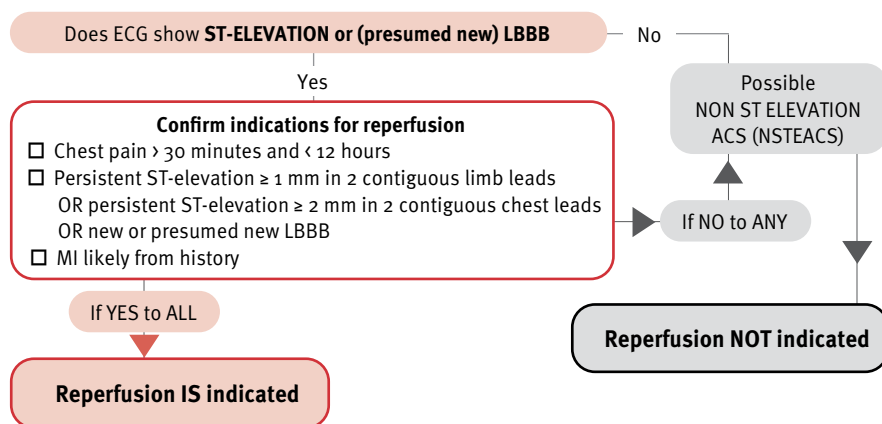 Does ECG show ST-ELEVATION or (presumed new) LBBB
No
Yes
Possible
NON ST ELEVATION
ACS (NSTEACS)
Confirm indications for reperfusion
☐ Chest pain > 30 minutes and < 12 hours
☐ Persistent ST-elevation ≥ 1 mm in 2 contiguous limb leads
OR persistent ST-elevation ≥ 2 mm in 2 contiguous chest leads
OR new or presumed new LBBB
☐ MI likely from history
If NO to ANY
If YES to ALL
Reperfusion NOT indicated
Reperfusion IS indicated